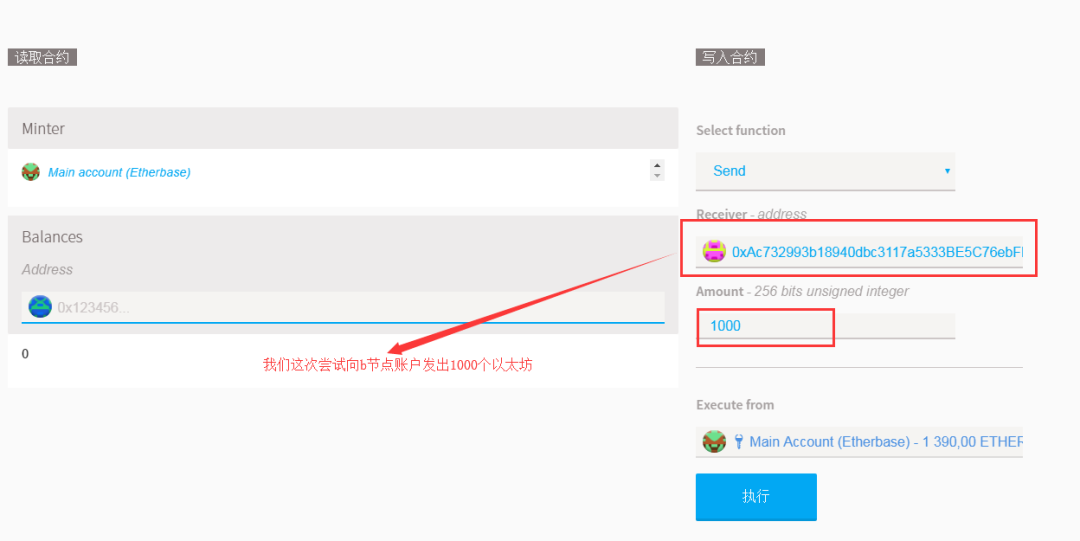 读取合约
Minter
Main account (Etherbase)
Balances
Address
0x123456...
0
我们这次尝试向b节点账户发出1000个以太坊
写入合约
Select function
Send
Receiver - address
0xAc732993b18940dbc3117a5333BE5C76ebF
Amount - 256 bits unsigned integer
1000
Execute from
Main Account (Etherbase) - 1 390,00 ETHER
执行